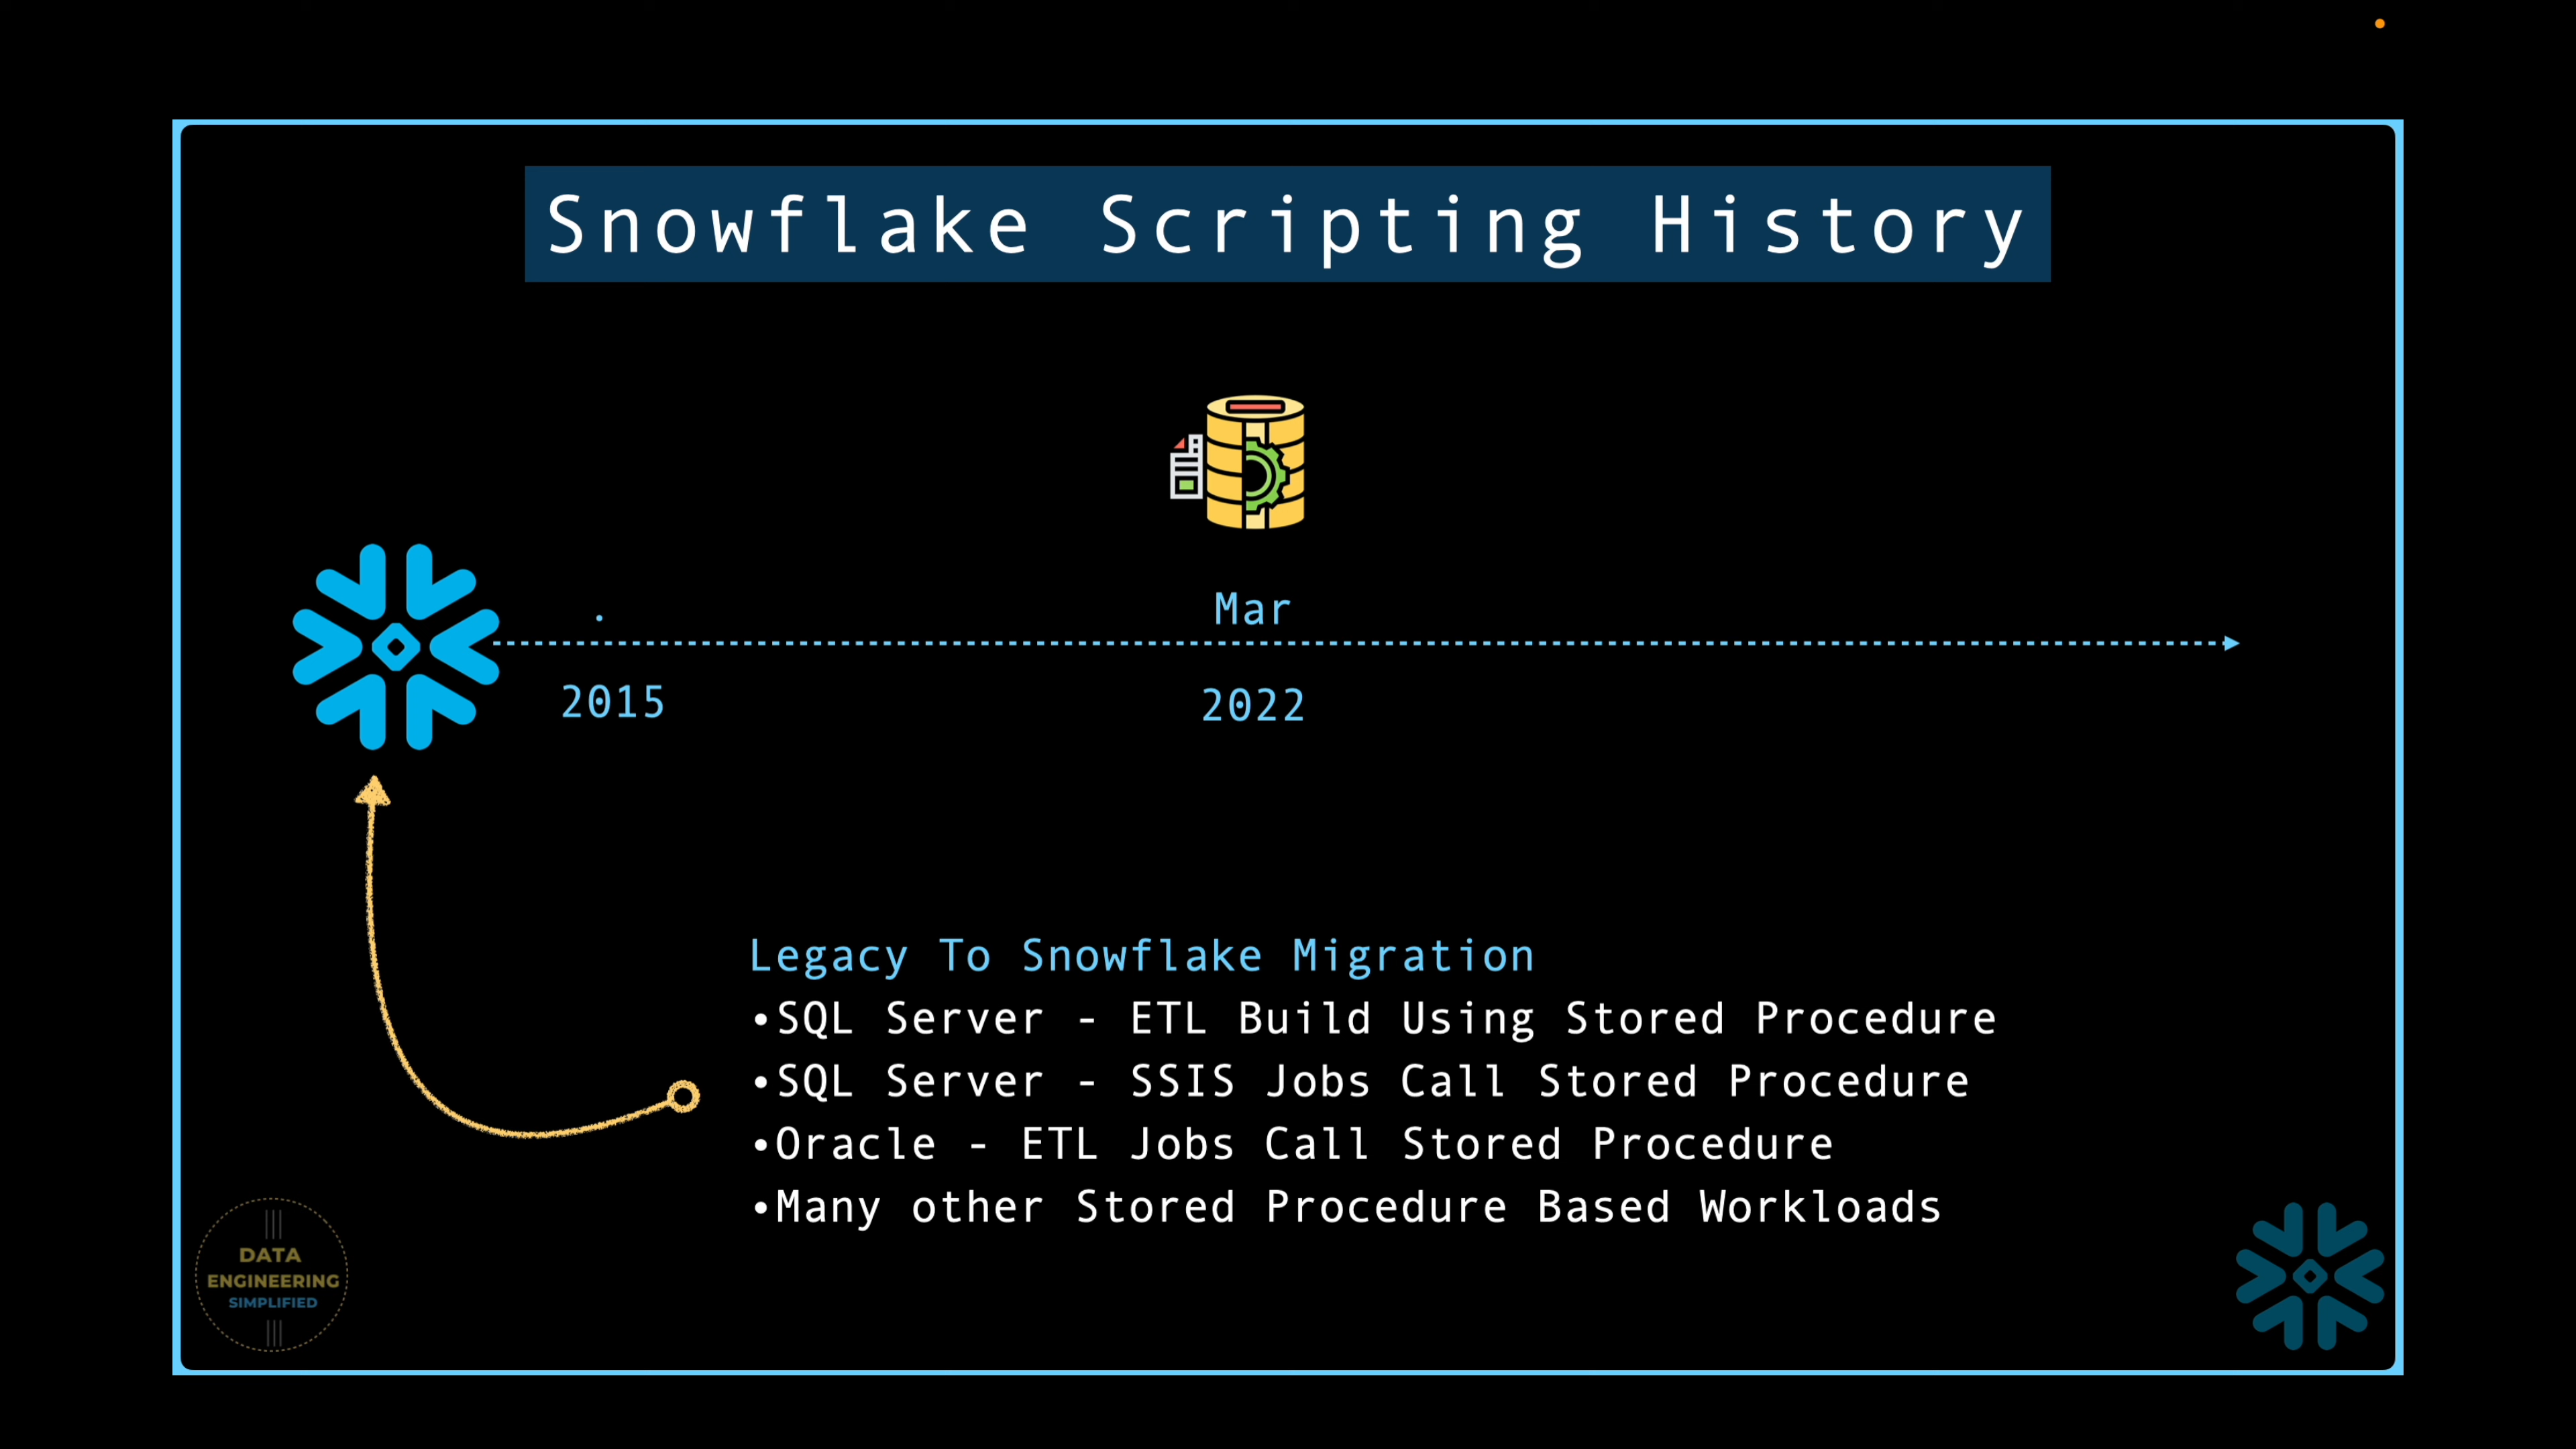 Snowflake Scripting History
.
Mar
2015
2022
Legacy To Snowflake Migration
•SQL Server - ETL Build Using Stored Procedure
•SQL Server - SSIS Jobs Call Stored Procedure
•Oracle - ETL Jobs Call Stored Procedure
•Many other Stored Procedure Based Workloads
DATA
ENGINEERING
SIMPLIFIED